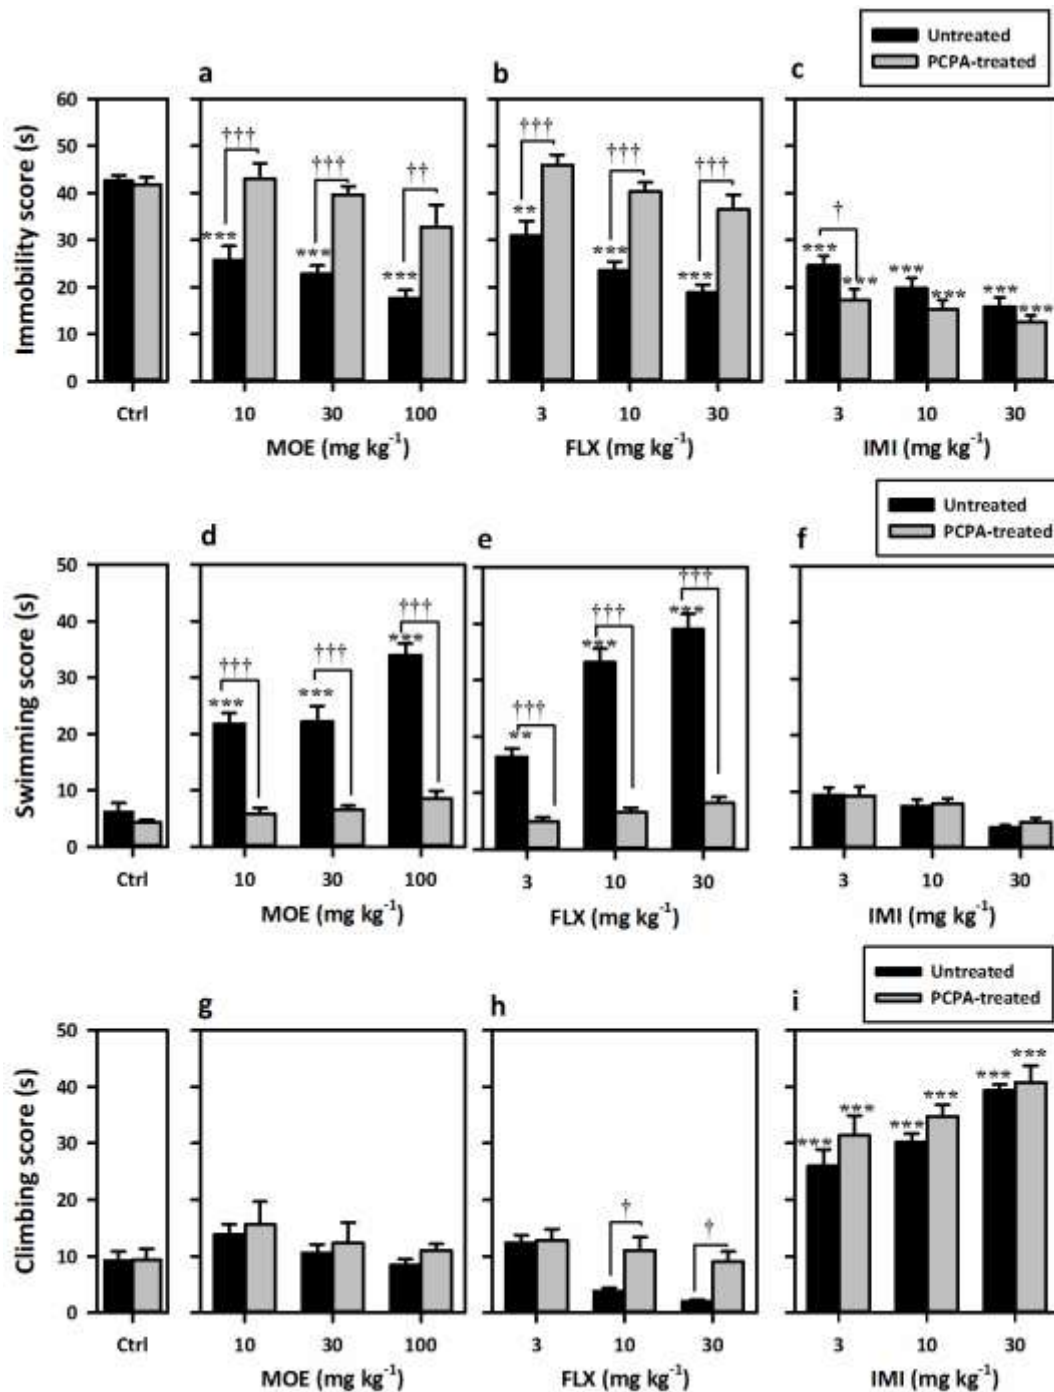 Untreated
PCPA-treated
a
b
c
Immobility score (s)
60
50
40
30
20
10
0
††† ††† ††
*** *** ***
††† ††† †††
** *** ***
†
*** *** *** *** *** ***
Ctrl
10 30 100
3 10 30
3 10 30
MOE (mg kg⁻¹)
FLX (mg kg⁻¹)
IMI (mg kg⁻¹)
Untreated
PCPA-treated
d
e
f
Swimming score (s)
50
40
30
20
10
0
††† ††† †††
*** *** ***
††† ††† †††
** *** ***
Ctrl
10 30 100
3 10 30
3 10 30
MOE (mg kg⁻¹)
FLX (mg kg⁻¹)
IMI (mg kg⁻¹)
Untreated
PCPA-treated
g
h
i
Climbing score (s)
50
40
30
20
10
0
† †
*** *** *** *** *** ***
Ctrl
10 30 100
3 10 30
3 10 30
MOE (mg kg⁻¹)
FLX (mg kg⁻¹)
IMI (mg kg⁻¹)